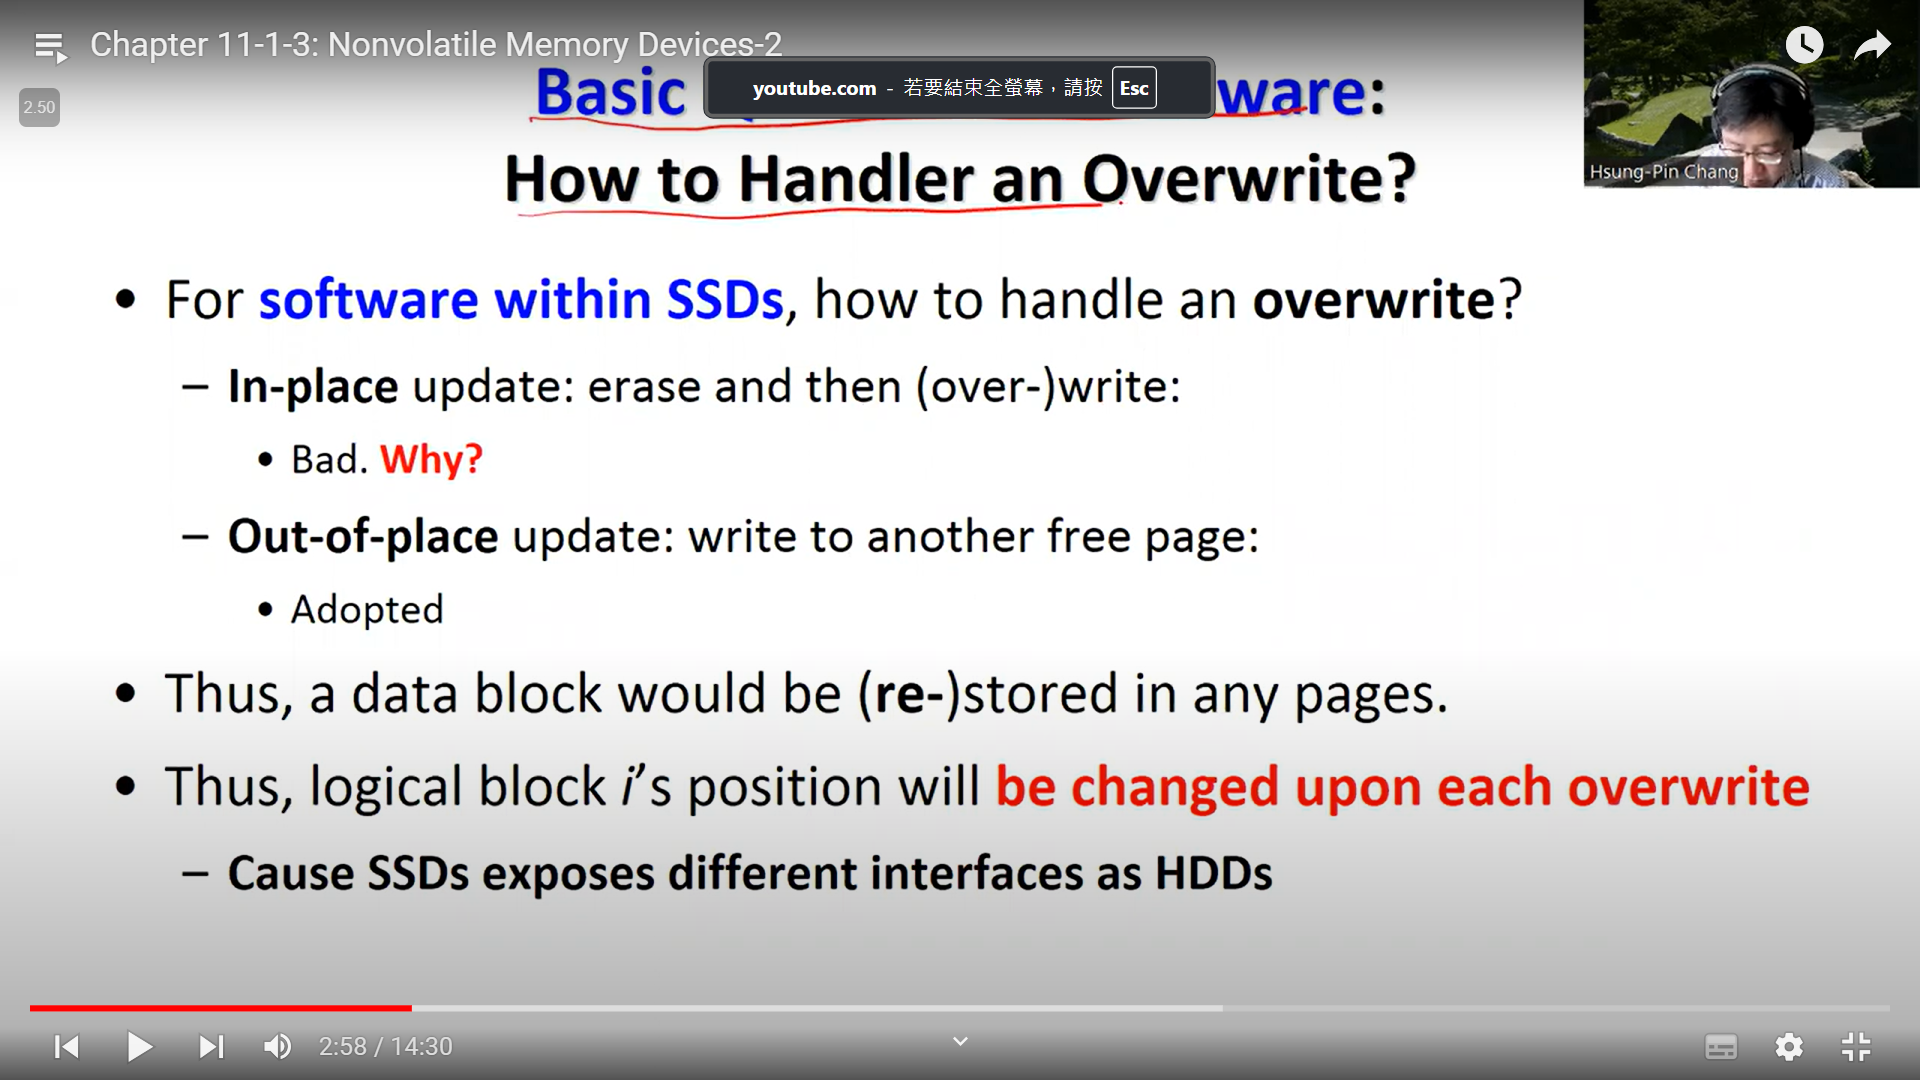 Chapter 11-1-3: Nonvolatile Memory Devices-2
2.50
youtube.com - 若要結束全螢幕，請按 Esc
Basic ware:
How to Handler an Overwrite?
Hsung-Pin Chang
• For software within SSDs, how to handle an overwrite?
– In-place update: erase and then (over-)write:
• Bad. Why?
– Out-of-place update: write to another free page:
• Adopted
• Thus, a data block would be (re-)stored in any pages.
• Thus, logical block i’s position will be changed upon each overwrite
– Cause SSDs exposes different interfaces as HDDs
2:58 / 14:30